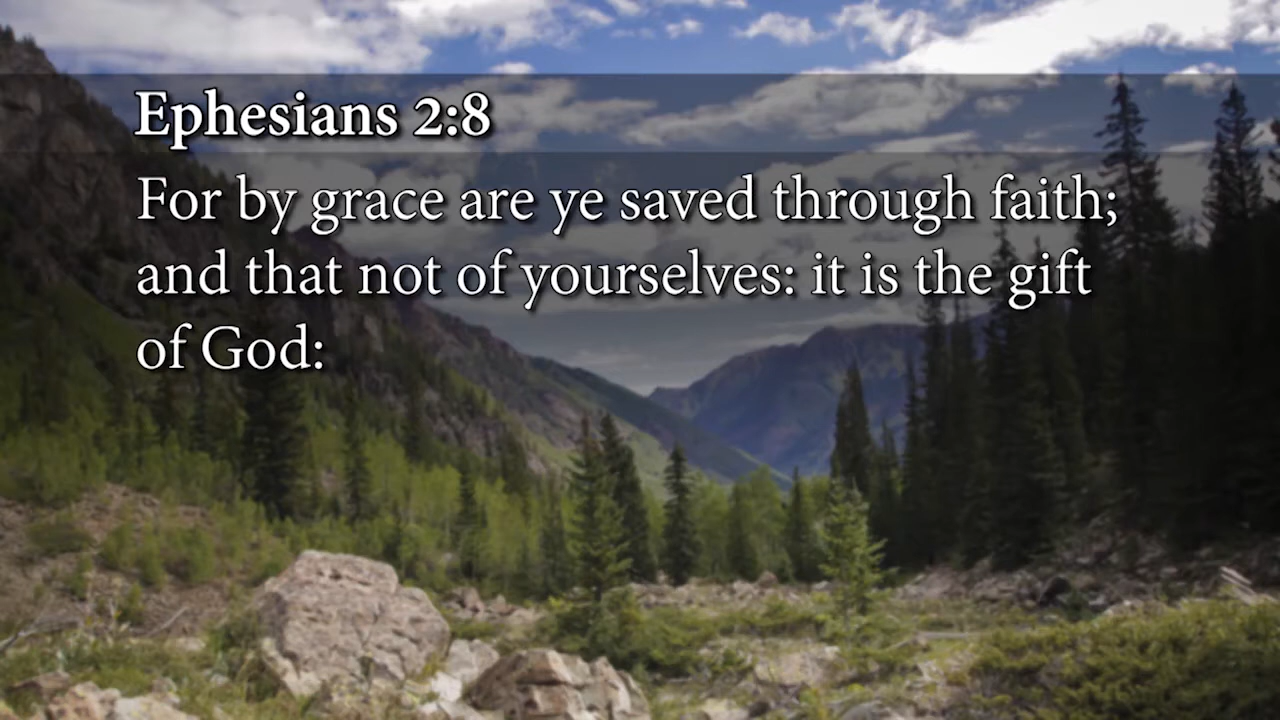 Ephesians 2:8
For by grace are ye saved through faith;
and that not of yourselves: it is the gift
of God: